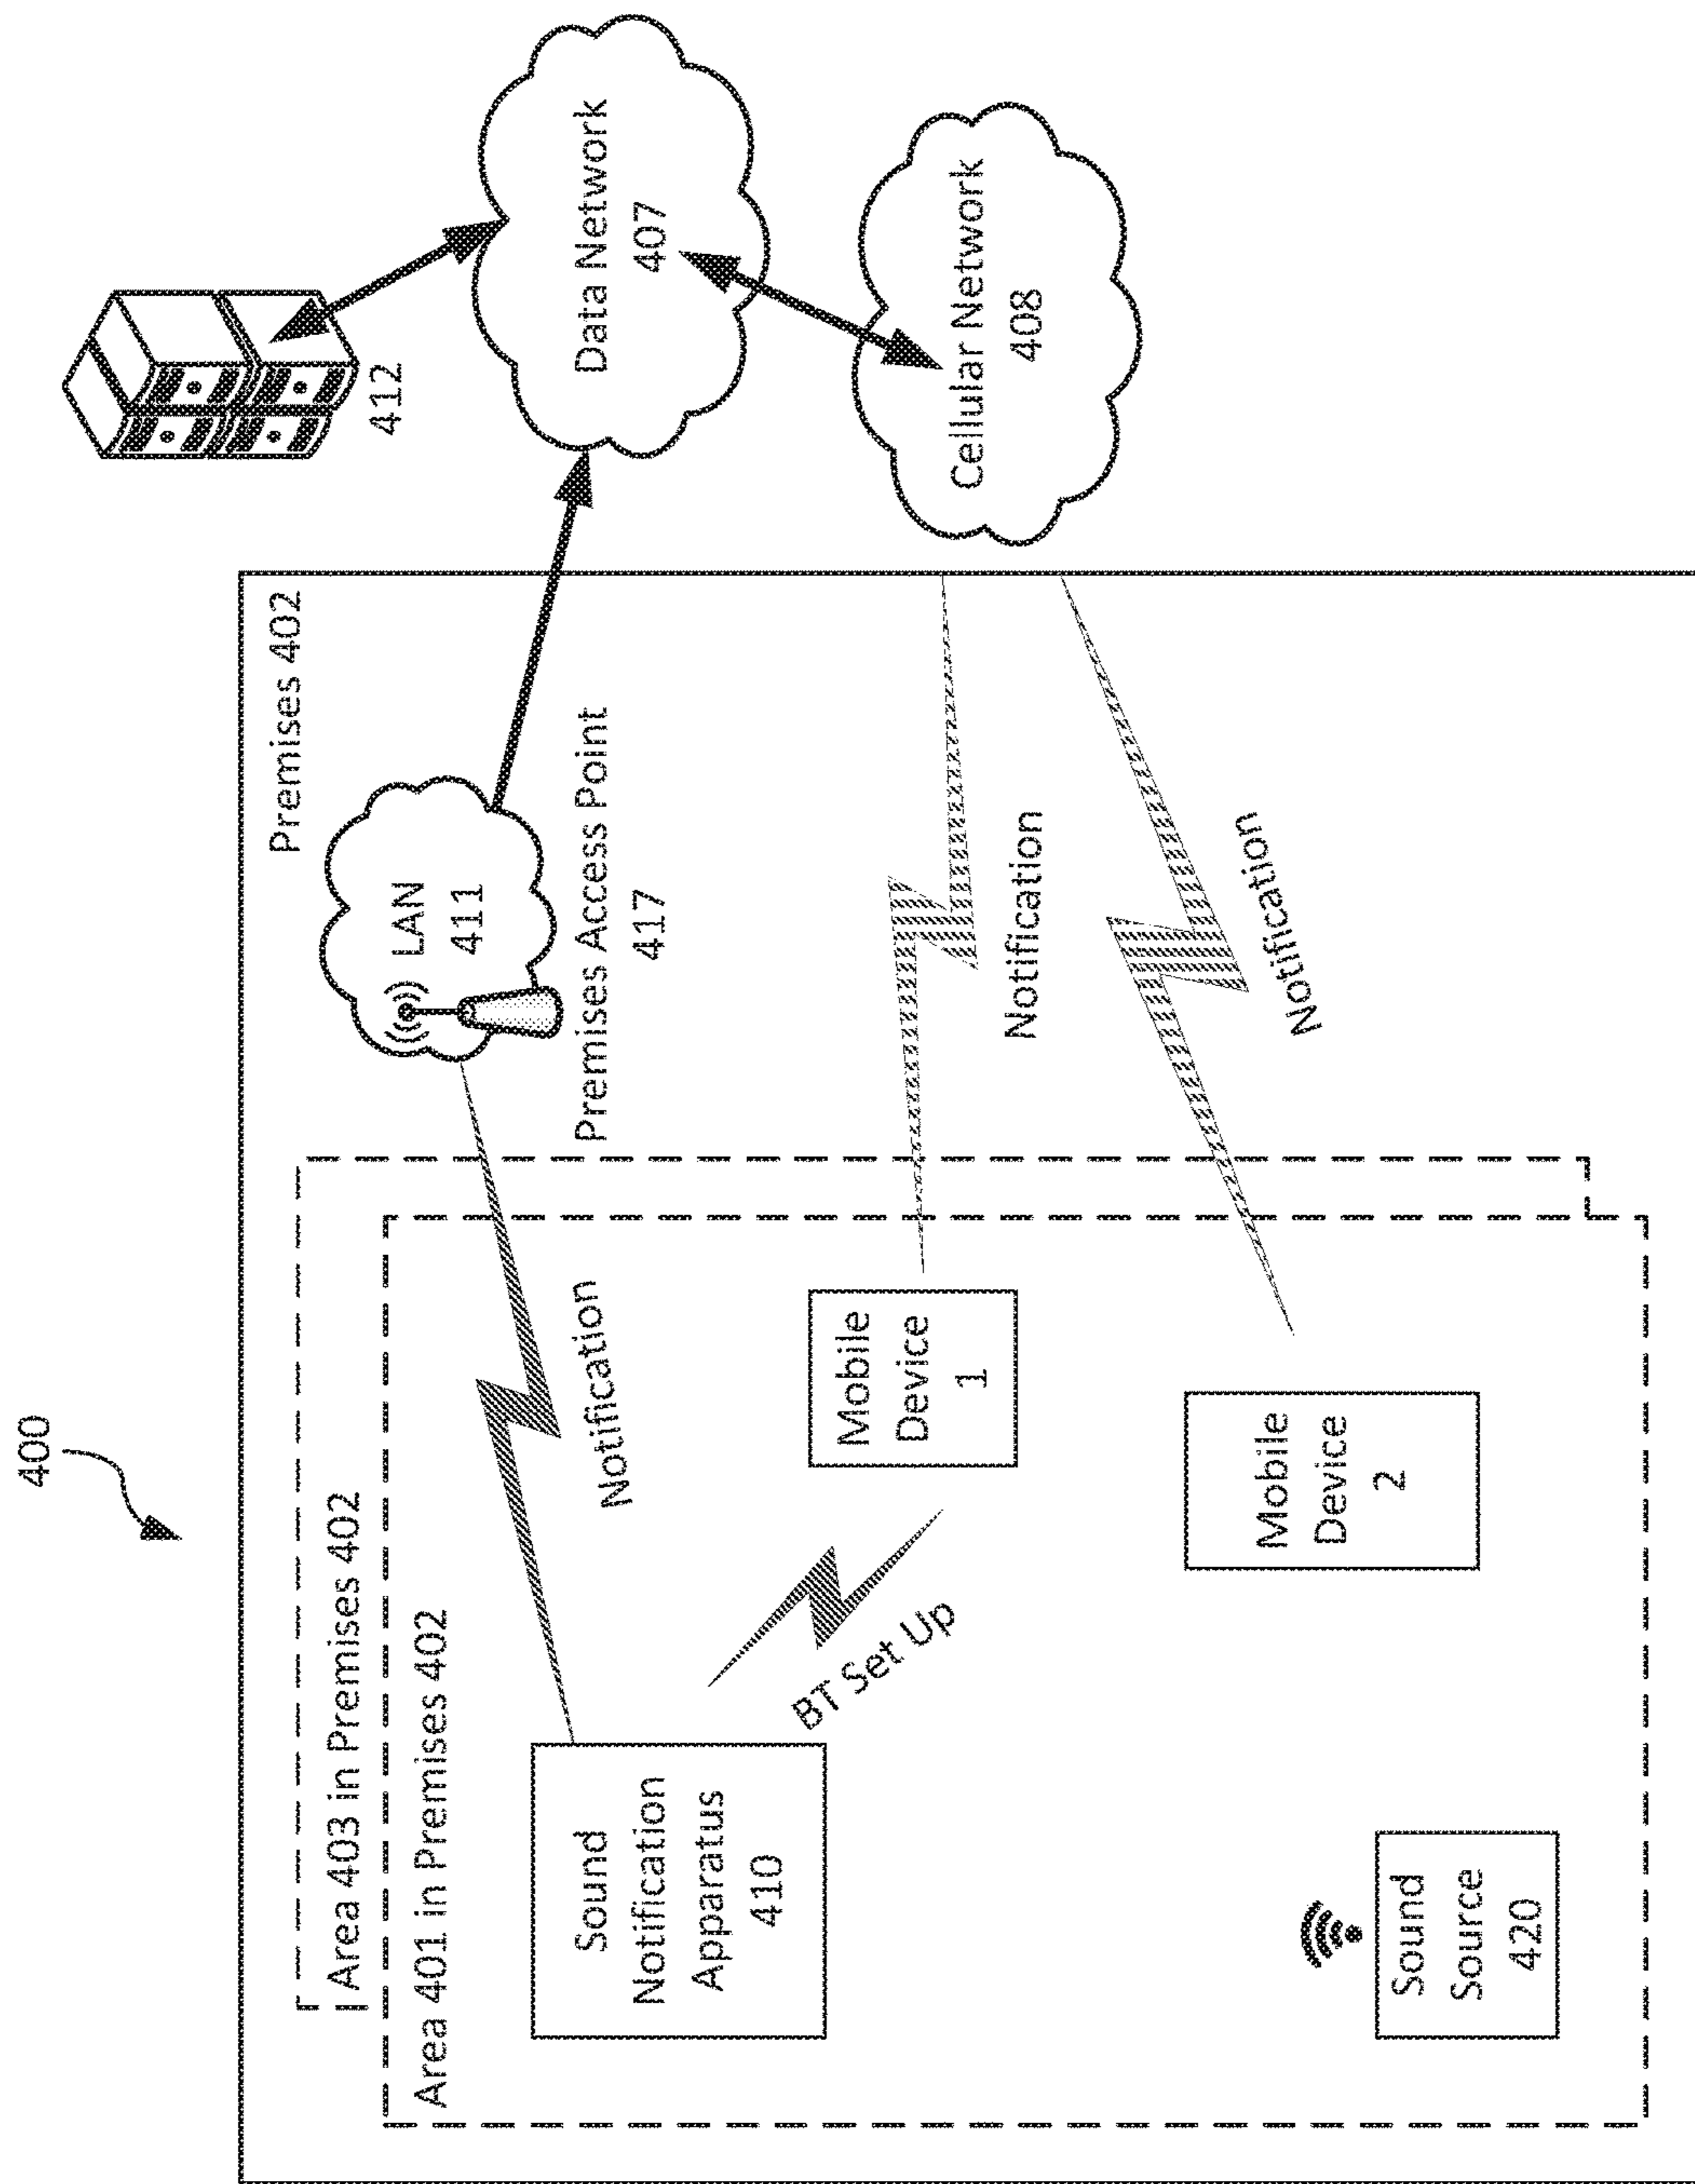 400
Premises 402
Area 403 in Premises 402
Area 401 in Premises 402
Sound
Notification
Apparatus
410
Notification
BT Set Up
Mobile
Device
1
Mobile
Device
2
Sound
Source
420
LAN
411
Premises Access Point
417
Notification
Notification
412
Data Network
407
Cellular Network
408